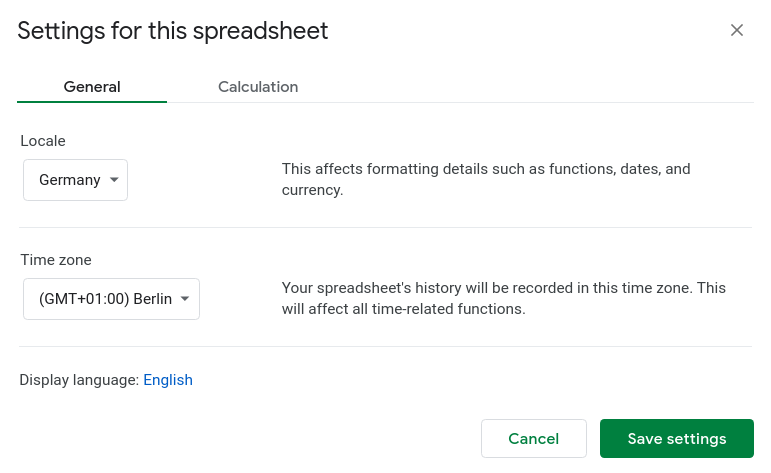 Settings for this spreadsheet
General
Calculation
Locale
Germany
This affects formatting details such as functions, dates, and
currency.
Time zone
(GMT+01:00) Berlin
Your spreadsheet's history will be recorded in this time zone. This
will affect all time-related functions.
Display language: English
Cancel
Save settings